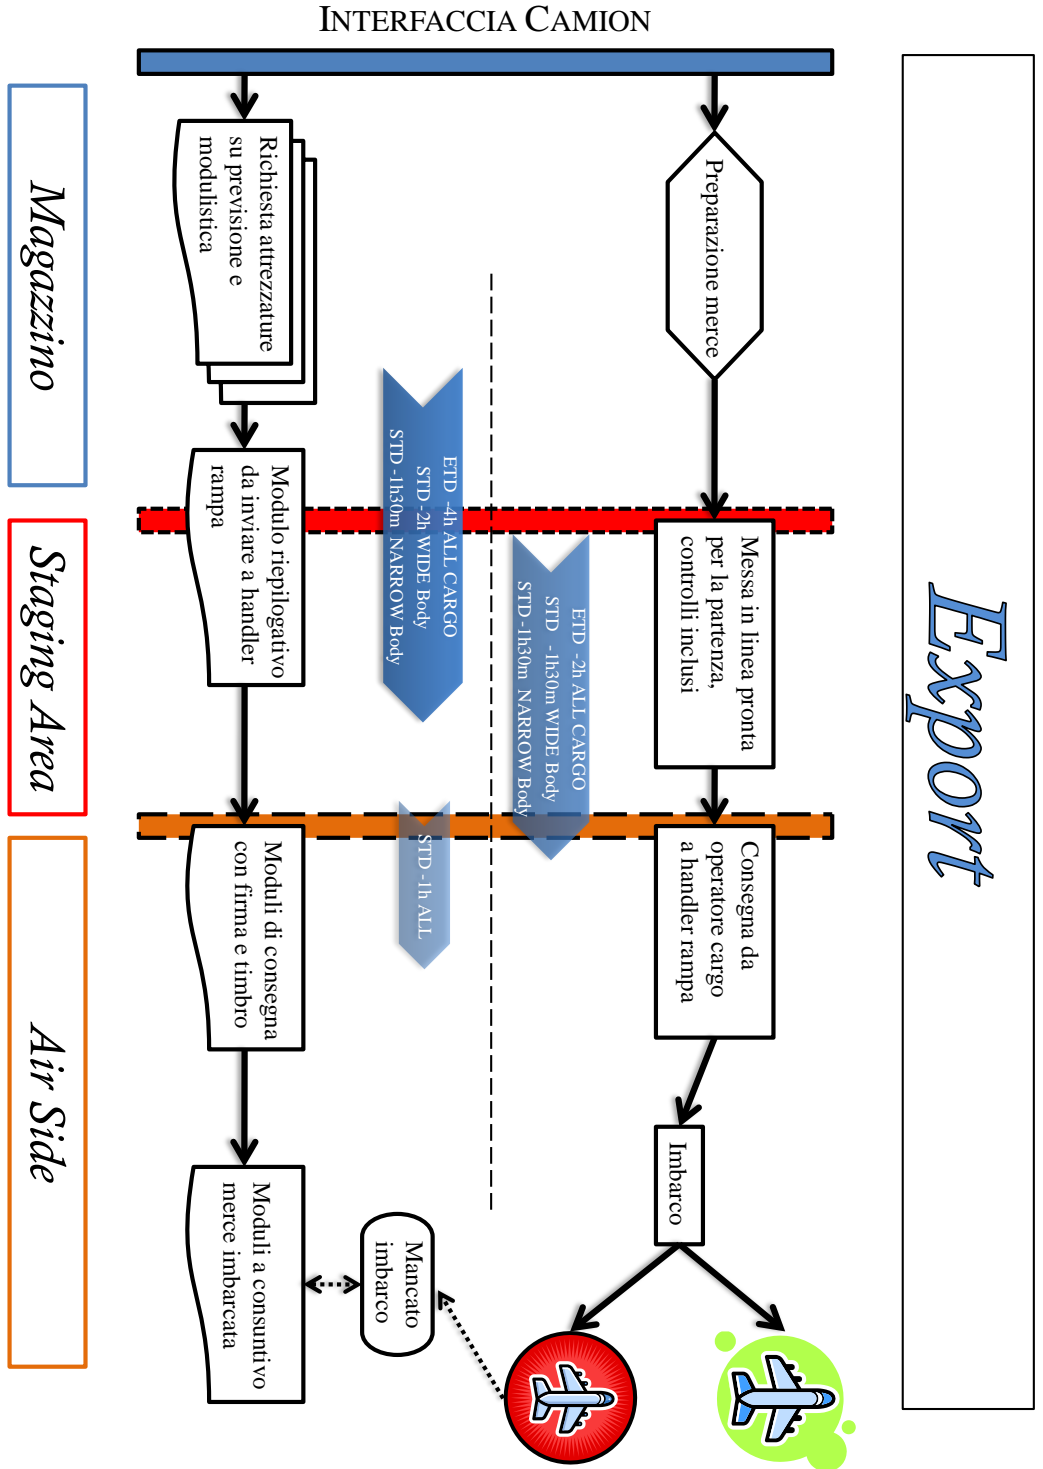 Export
INTERFACCIA CAMION
Preparazione merce
Messa in linea pronta
per la partenza,
controlli inclusi
Consegna da
operatore cargo
a handler rampa
Imbarco
ETD -2h ALL CARGO
STD -1h30m WIDE Body
STD -1h30m NARROW Body
ETD -4h ALL CARGO
STD -2h WIDE Body
STD -1h30m NARROW Body
STD -1h ALL
Mancato
imbarco
Richiesta attrezzature
su previsione e
modulistica
Modulo riepilogativo
da inviare a handler
rampa
Moduli di consegna
con firma e timbro
Moduli a consuntivo
merce imbarcata
Magazzino
Staging Area
Air Side